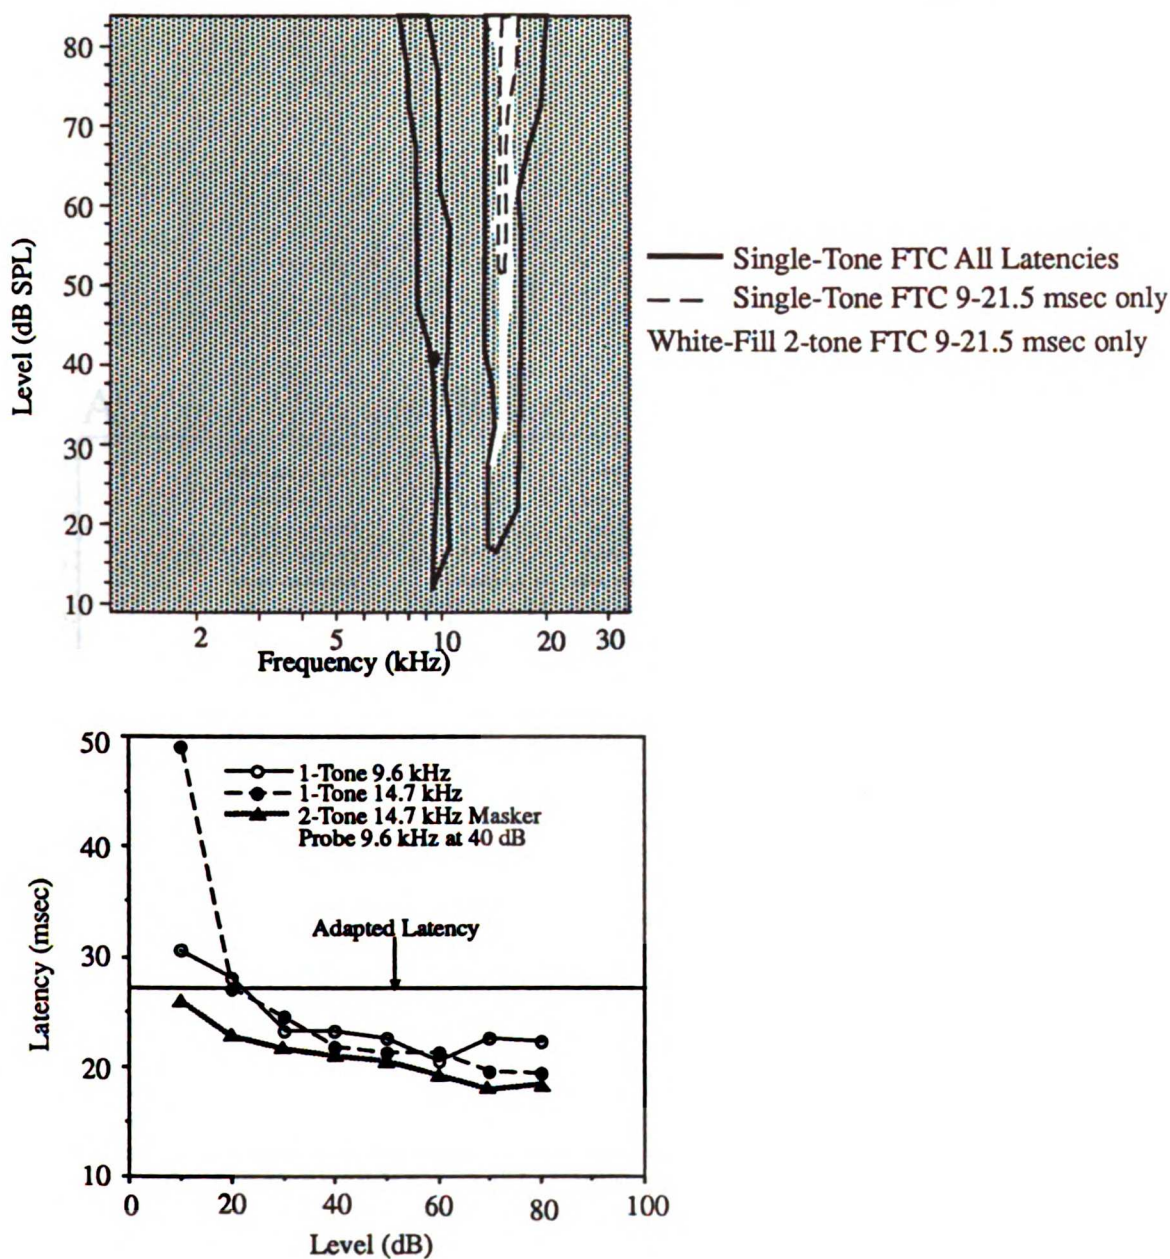 80
70
60
50
40
30
20
10
Level (dB SPL)
2 5 10 20 30
Frequency (kHz)
Single-Tone FTC All Latencies
Single-Tone FTC 9-21.5 msec only
White-Fill 2-tone FTC 9-21.5 msec only
50
40
30
20
10
Latency (msec)
1-Tone 9.6 kHz
1-Tone 14.7 kHz
2-Tone 14.7 kHz Masker
Probe 9.6 kHz at 40 dB
Adapted Latency
0 20 40 60 80 100
Level (dB)